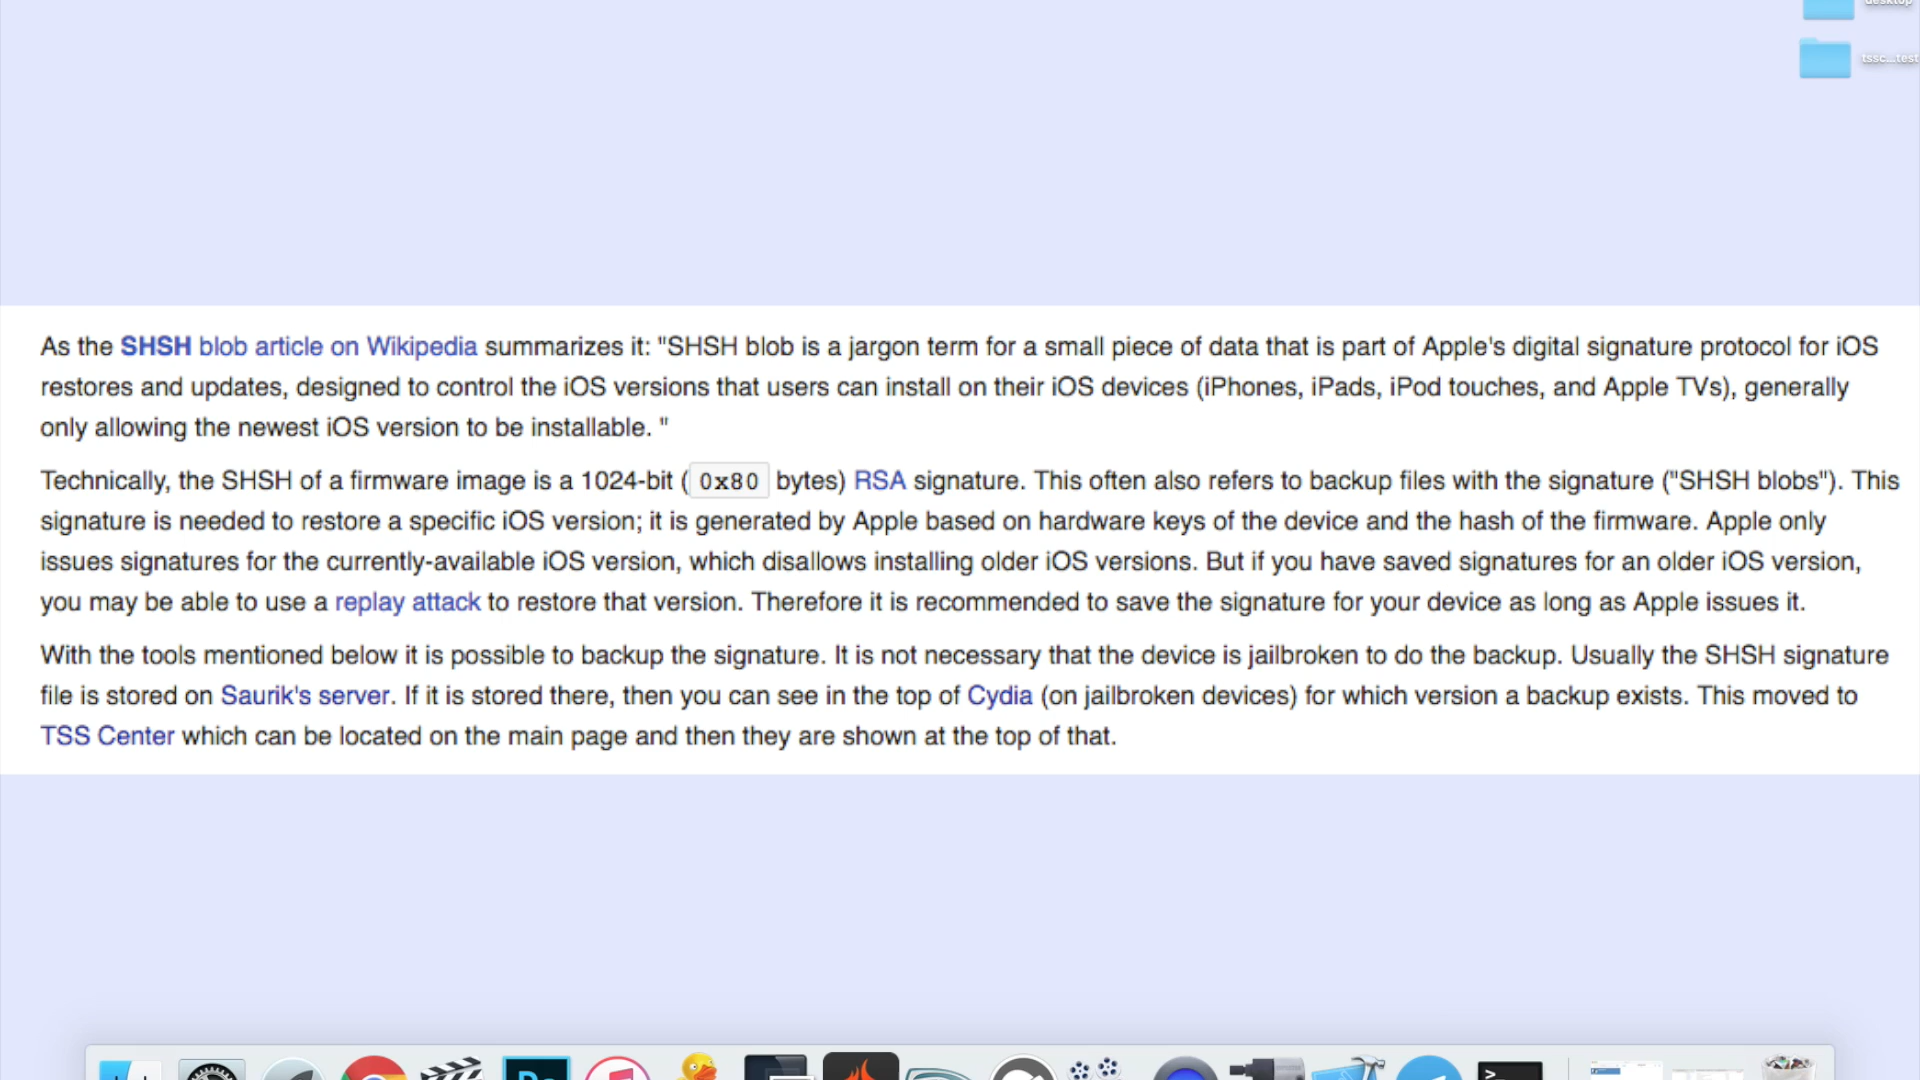 desktop
tssc...test
As the SHSH blob article on Wikipedia summarizes it: "SHSH blob is a jargon term for a small piece of data that is part of Apple's digital signature protocol for iOS
restores and updates, designed to control the iOS versions that users can install on their iOS devices (iPhones, iPads, iPod touches, and Apple TVs), generally
only allowing the newest iOS version to be installable. "
Technically, the SHSH of a firmware image is a 1024-bit ( 0x80 bytes) RSA signature. This often also refers to backup files with the signature ("SHSH blobs"). This
signature is needed to restore a specific iOS version; it is generated by Apple based on hardware keys of the device and the hash of the firmware. Apple only
issues signatures for the currently-available iOS version, which disallows installing older iOS versions. But if you have saved signatures for an older iOS version,
you may be able to use a replay attack to restore that version. Therefore it is recommended to save the signature for your device as long as Apple issues it.
With the tools mentioned below it is possible to backup the signature. It is not necessary that the device is jailbroken to do the backup. Usually the SHSH signature
file is stored on Saurik's server. If it is stored there, then you can see in the top of Cydia (on jailbroken devices) for which version a backup exists. This moved to
TSS Center which can be located on the main page and then they are shown at the top of that.